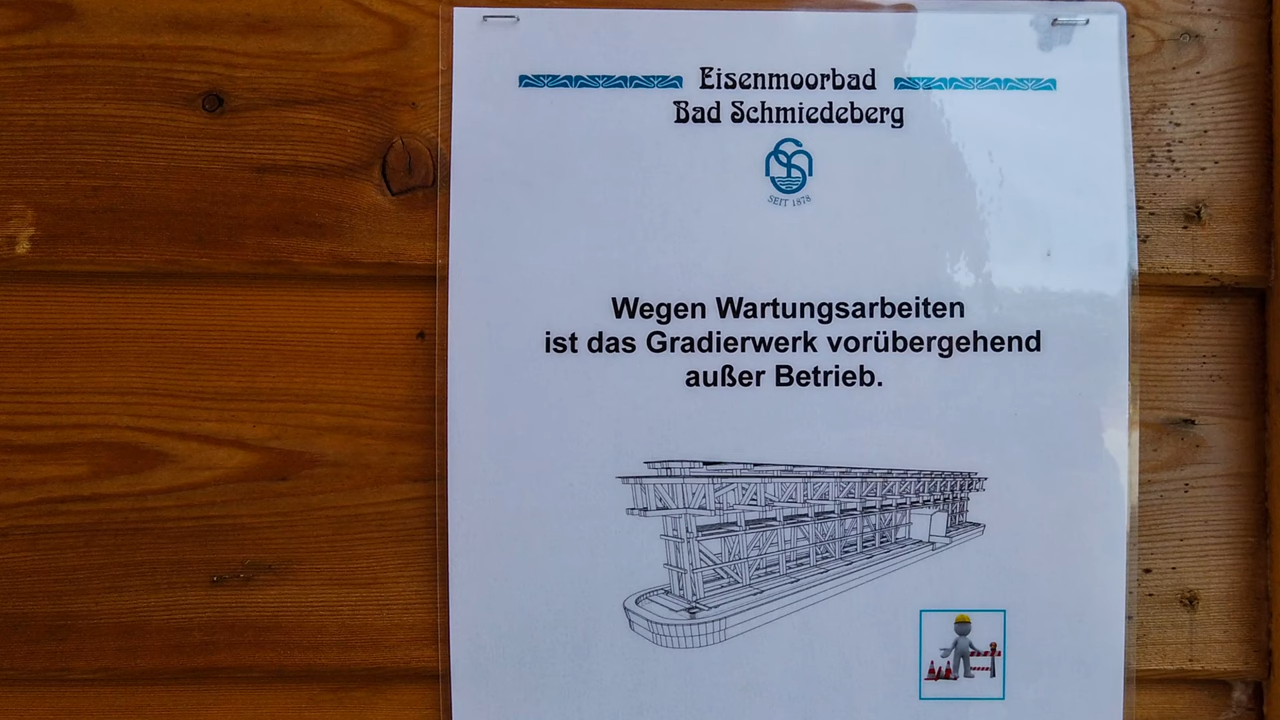 Eisenmoorbad
Bad Schmiedeberg
SEIT 1878
Wegen Wartungsarbeiten
ist das Gradierwerk vorübergehend
außer Betrieb.